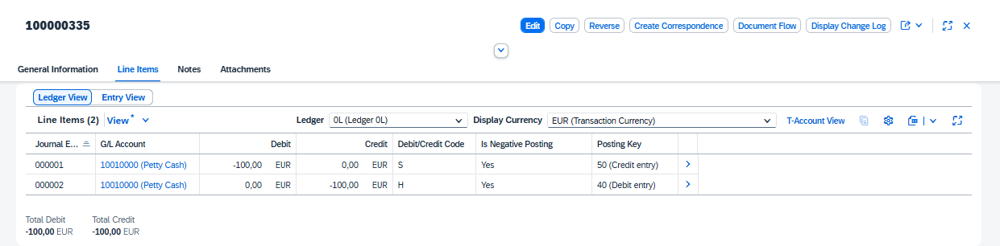 100000335
Edit Copy Reverse Create Correspondence Document Flow Display Change Log
General Information Line Items Notes Attachments
Ledger View Entry View
Line Items (2) View * Ledger 0L (Ledger 0L) Display Currency EUR (Transaction Currency) T-Account View
Journal E... G/L Account Debit Credit Debit/Credit Code Is Negative Posting Posting Key
000001 10010000 (Petty Cash) -100,00 EUR 0,00 EUR S Yes 50 (Credit entry)
000002 10010000 (Petty Cash) 0,00 EUR -100,00 EUR H Yes 40 (Debit entry)
Total Debit Total Credit
-100,00 EUR -100,00 EUR